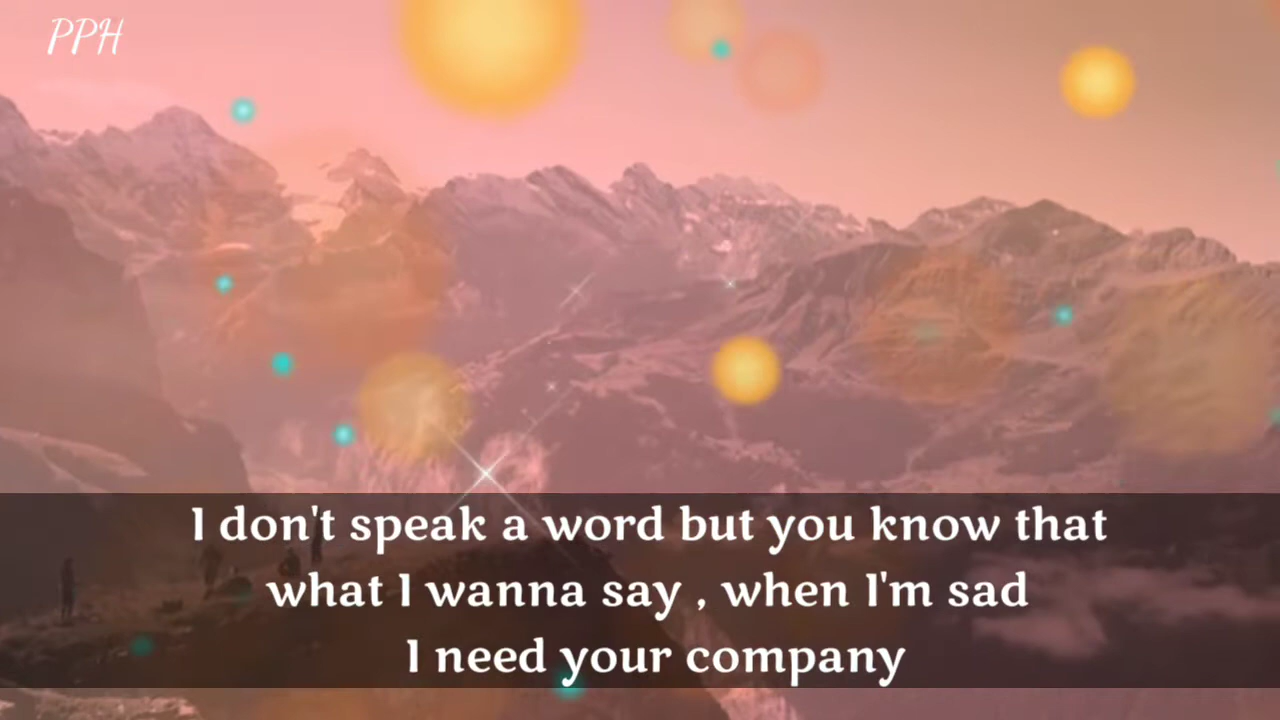 PPH
I don't speak a word but you know that
what I wanna say , when I'm sad
I need your company